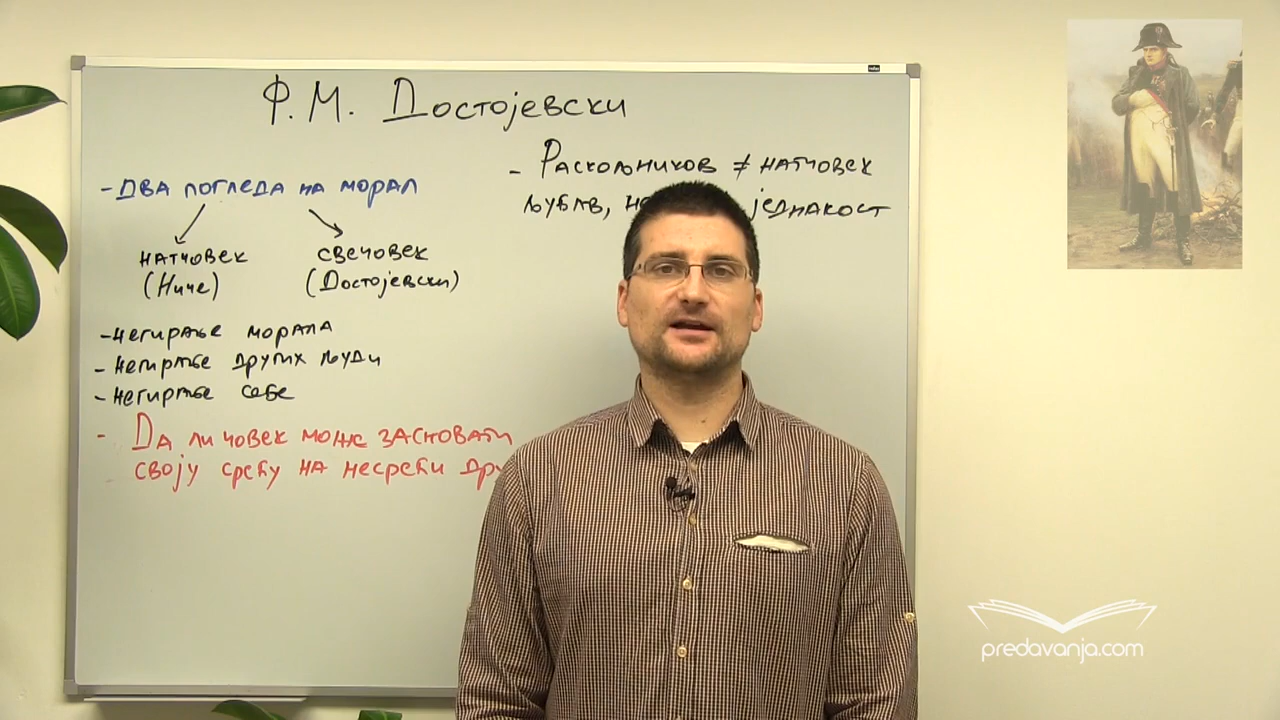 Ф.М. Достојевски
- два погледа на морал
натчовек
(Ниче)
свечовек
(Достојевски)
- негирање морала
- негирање других људи
- негирање себе
- Да ли човек може засновати
своју срећу на несрећи
- Раскољников ≠ натчовек
љубав, једнакост
predavanja.com